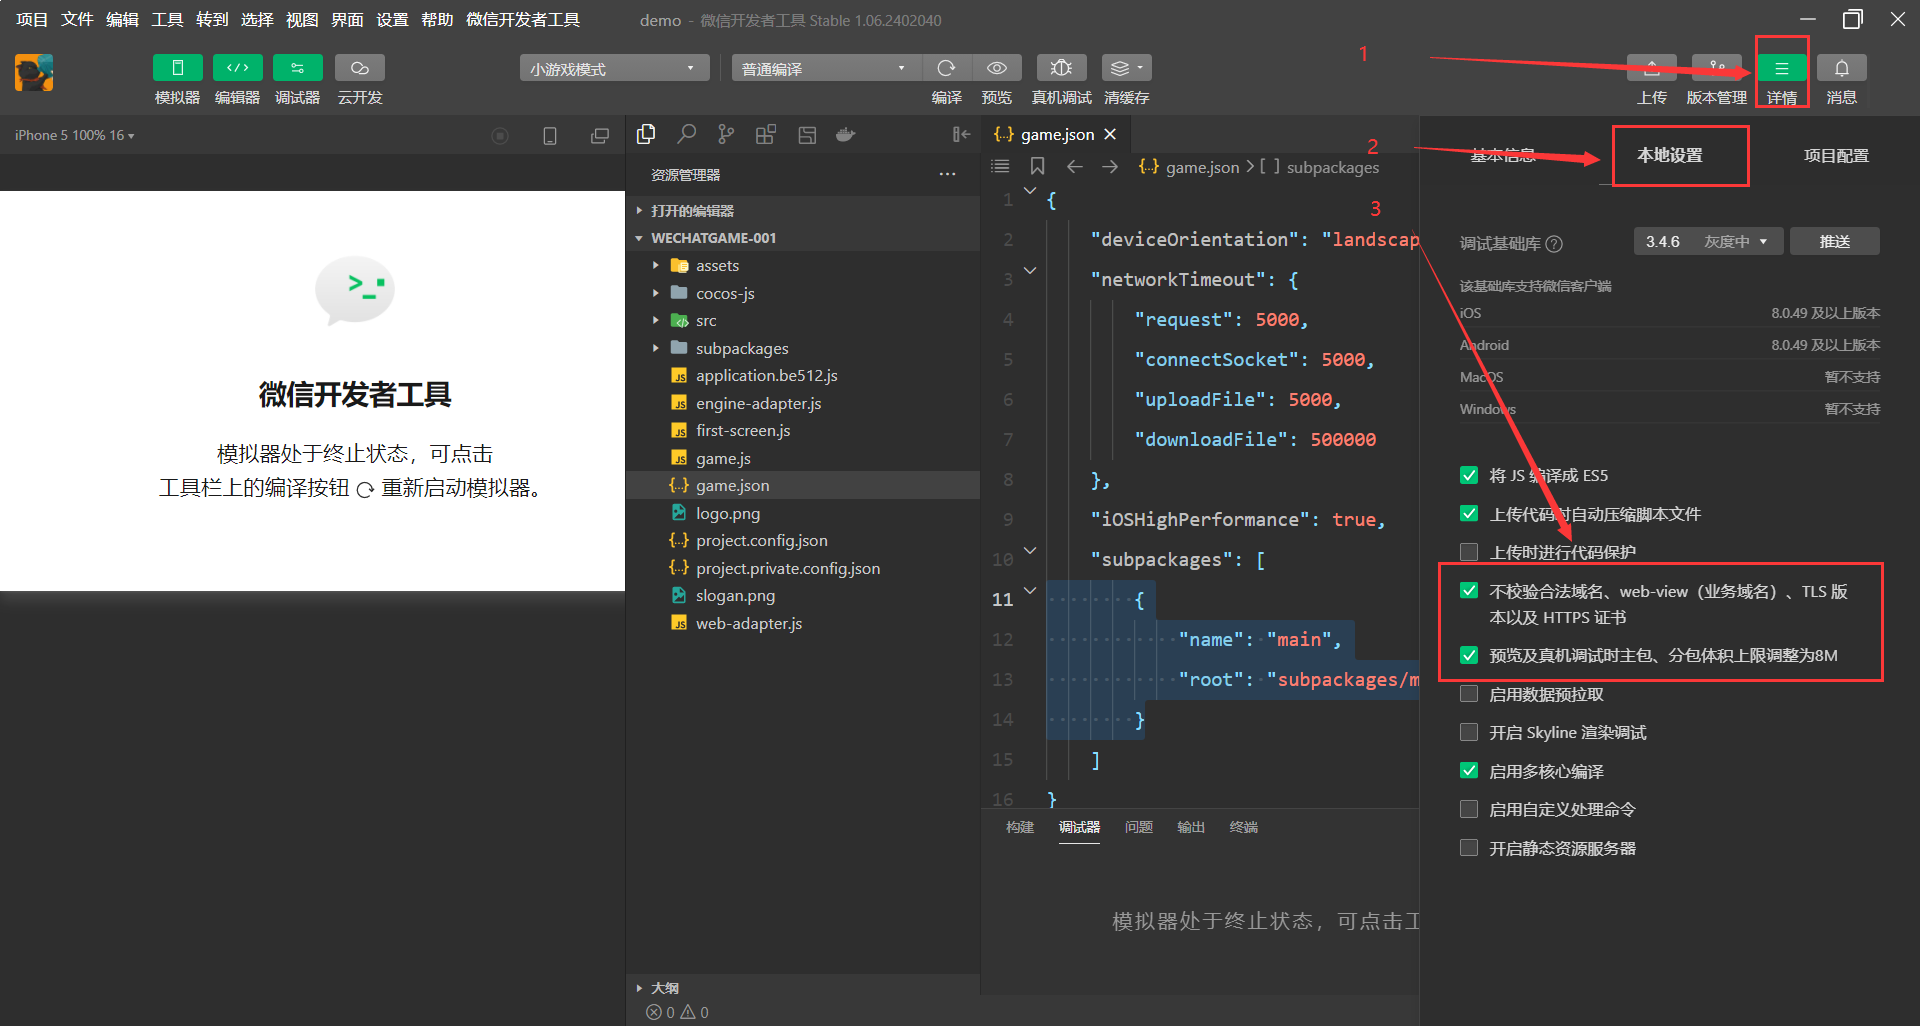 项目 文件 编辑 工具 转到 选择 视图 界面 设置 帮助 微信开发者工具
demo - 微信开发者工具 Stable 1.06.2402040
模拟器 编辑器 调试器 云开发
小游戏模式
普通编译
编译 预览 真机调试 清缓存
1
上传 版本管理 详情 消息
iPhone 5 100% 16
微信开发者工具
模拟器处于终止状态，可点击
工具栏上的编译按钮 重新启动模拟器。
资源管理器
打开的编辑器
WECHATGAME-001
assets
cocos-js
src
subpackages
application.be512.js
engine-adapter.js
first-screen.js
game.js
game.json
logo.png
project.config.json
project.private.config.json
slogan.png
web-adapter.js
大纲
0 0
game.json
game.json > [ ] subpackages
1 {
2 "deviceOrientation": "landscap
3 "networkTimeout": {
4 "request": 5000,
5 "connectSocket": 5000,
6 "uploadFile": 5000,
7 "downloadFile": 500000
8 },
9 "iOSHighPerformance": true,
10 "subpackages": [
11 {
12 "name": "main",
13 "root": "subpackages/m
14 }
15 ]
16 }
构建 调试器 问题 输出 终端
模拟器处于终止状态，可点击工
2
3
基本信息 本地设置 项目配置
调试基础库 3.4.6 灰度中 推送
该基础库支持微信客户端
iOS 8.0.49 及以上版本
Android 8.0.49 及以上版本
MacOS 暂不支持
Windows 暂不支持
将 JS 编译成 ES5
上传代码时自动压缩脚本文件
上传时进行代码保护
不校验合法域名、web-view（业务域名）、TLS 版
本以及 HTTPS 证书
预览及真机调试时主包、分包体积上限调整为8M
启用数据预拉取
开启 Skyline 渲染调试
启用多核心编译
启用自定义处理命令
开启静态资源服务器